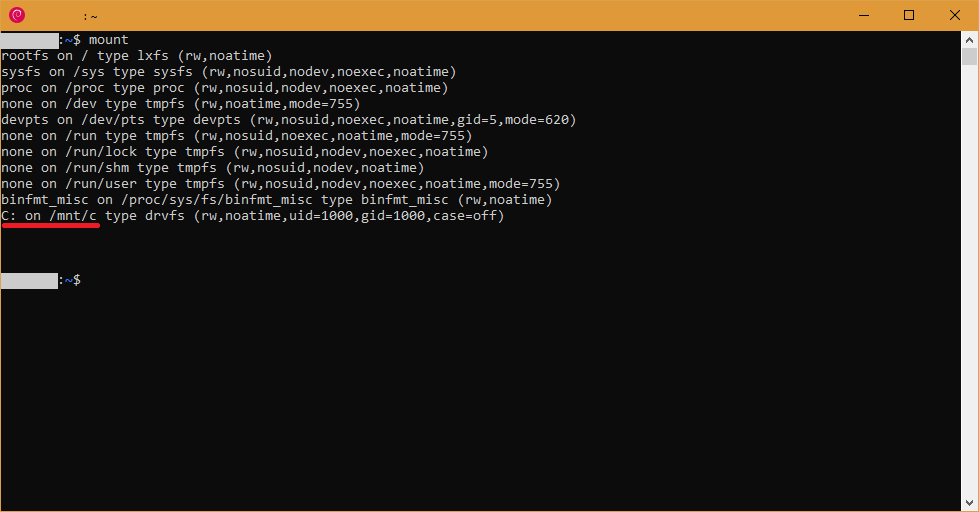 :~
:~$ mount
rootfs on / type lxfs (rw,noatime)
sysfs on /sys type sysfs (rw,nosuid,nodev,noexec,noatime)
proc on /proc type proc (rw,nosuid,nodev,noexec,noatime)
none on /dev type tmpfs (rw,noatime,mode=755)
devpts on /dev/pts type devpts (rw,nosuid,noexec,noatime,gid=5,mode=620)
none on /run type tmpfs (rw,nosuid,noexec,noatime,mode=755)
none on /run/lock type tmpfs (rw,nosuid,nodev,noexec,noatime)
none on /run/shm type tmpfs (rw,nosuid,nodev,noatime)
none on /run/user type tmpfs (rw,nosuid,nodev,noexec,noatime,mode=755)
binfmt_misc on /proc/sys/fs/binfmt_misc type binfmt_misc (rw,noatime)
C: on /mnt/c type drvfs (rw,noatime,uid=1000,gid=1000,case=off)
:~$